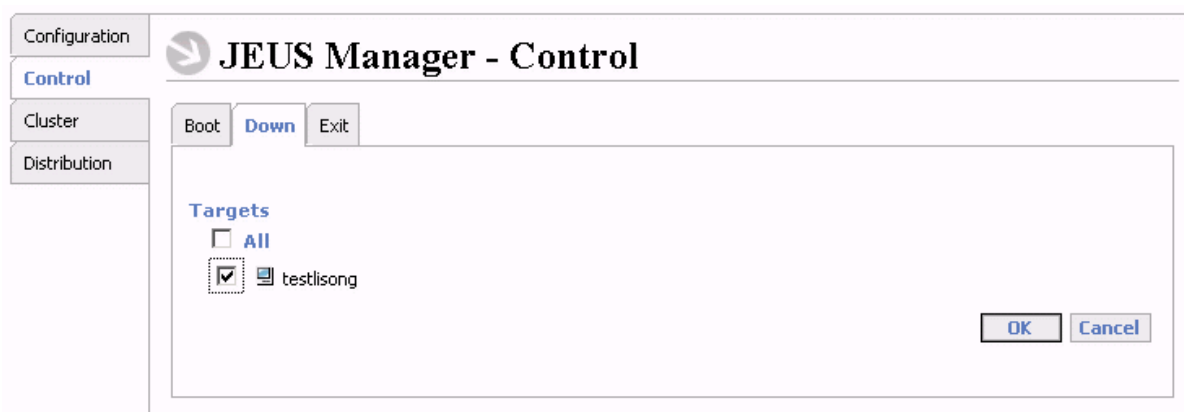 Configuration
Control
Cluster
Distribution
JEUS Manager - Control
Boot Down Exit
Targets
All
testlisong
OK Cancel